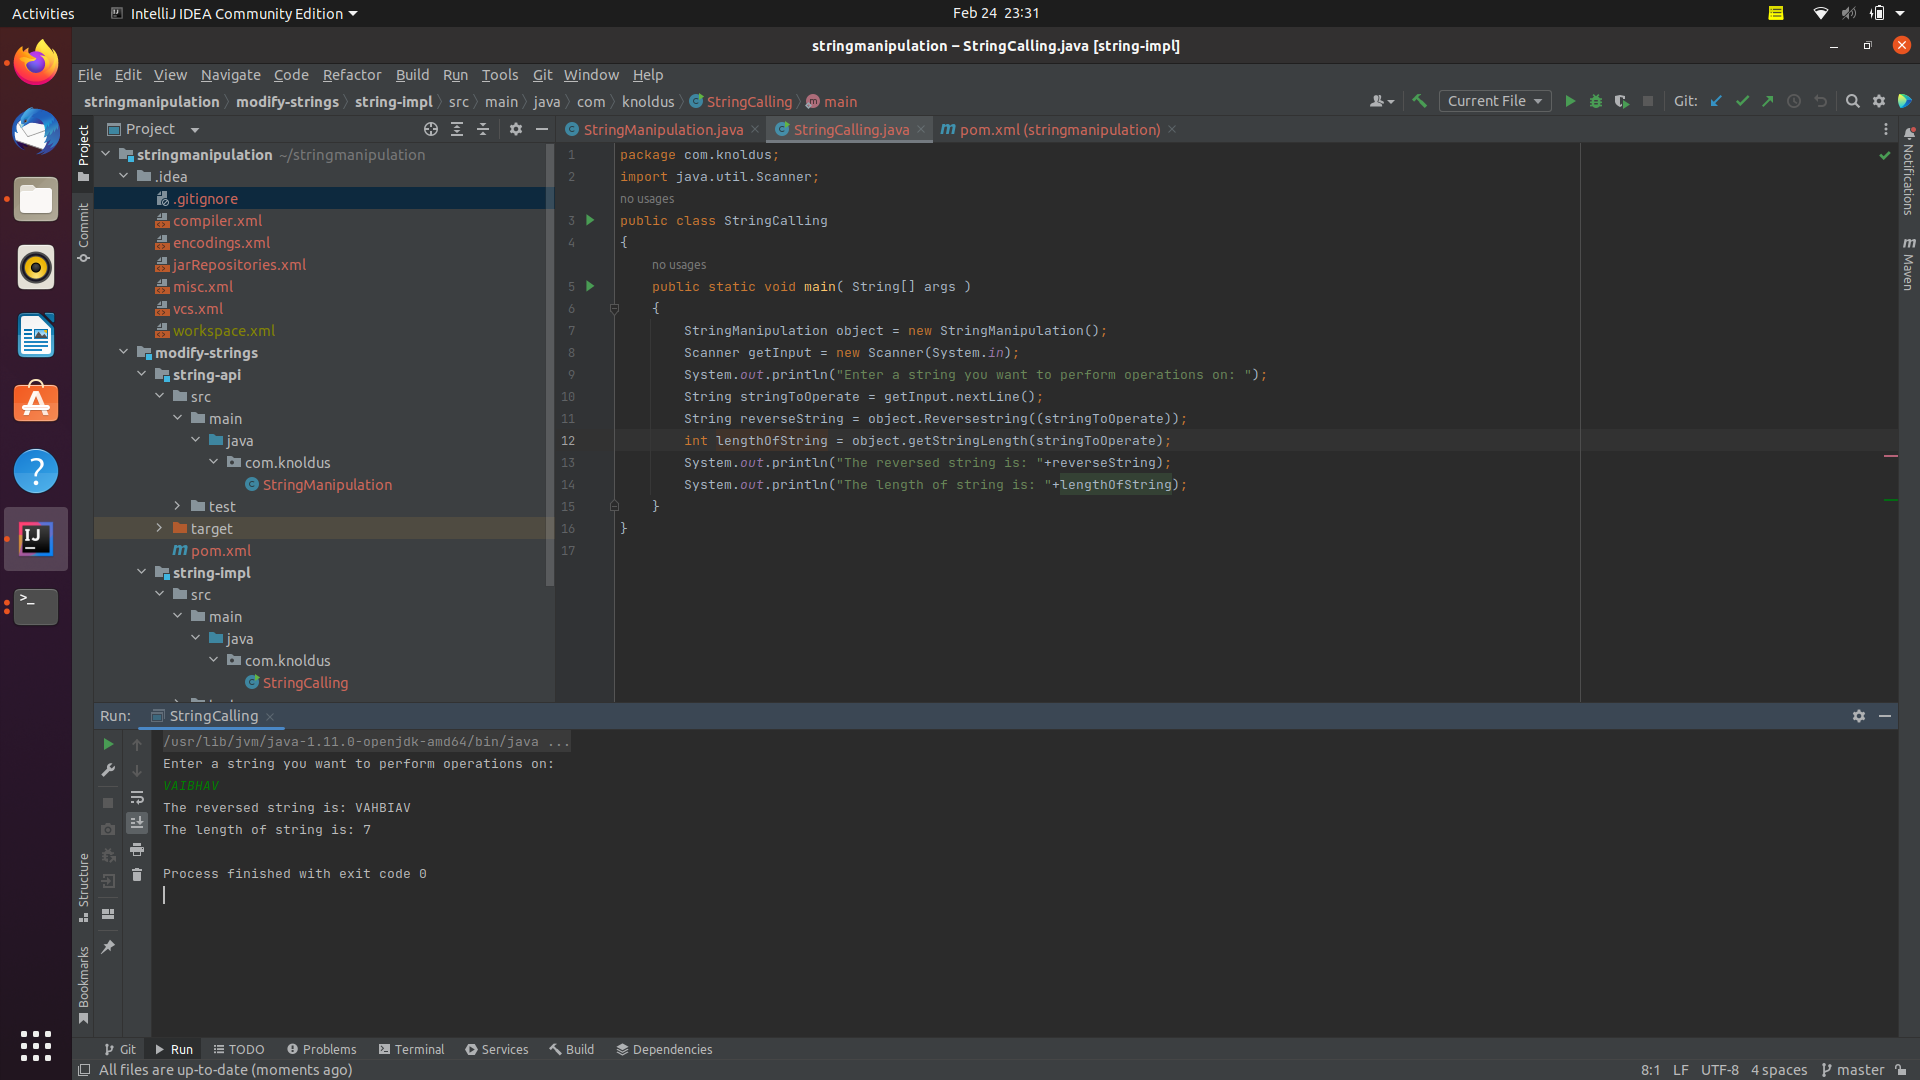 Activities
IntelliJ IDEA Community Edition
Feb 24 23:31
stringmanipulation – StringCalling.java [string-impl]
File Edit View Navigate Code Refactor Build Run Tools Git Window Help
stringmanipulation modify-strings string-impl src main java com knoldus StringCalling main
Current File
Git:
Project
StringManipulation.java
StringCalling.java
pom.xml (stringmanipulation)
Project
Commit
Structure
Bookmarks
Notifications
Maven
stringmanipulation ~/stringmanipulation
.idea
.gitignore
compiler.xml
encodings.xml
jarRepositories.xml
misc.xml
vcs.xml
workspace.xml
modify-strings
string-api
src
main
java
com.knoldus
StringManipulation
test
target
pom.xml
string-impl
src
main
java
com.knoldus
StringCalling
1 package com.knoldus;
2 import java.util.Scanner;
no usages
3 public class StringCalling
4 {
no usages
5 public static void main( String[] args )
6 {
7 StringManipulation object = new StringManipulation();
8 Scanner getInput = new Scanner(System.in);
9 System.out.println("Enter a string you want to perform operations on: ");
10 String stringToOperate = getInput.nextLine();
11 String reverseString = object.Reversestring((stringToOperate));
12 int lengthOfString = object.getStringLength(stringToOperate);
13 System.out.println("The reversed string is: "+reverseString);
14 System.out.println("The length of string is: "+lengthOfString);
15 }
16 }
17
Run: StringCalling
/usr/lib/jvm/java-1.11.0-openjdk-amd64/bin/java ...
Enter a string you want to perform operations on:
VAIBHAV
The reversed string is: VAHBIAV
The length of string is: 7
Process finished with exit code 0
Git Run TODO Problems Terminal Services Build Dependencies
All files are up-to-date (moments ago)
8:1 LF UTF-8 4 spaces master